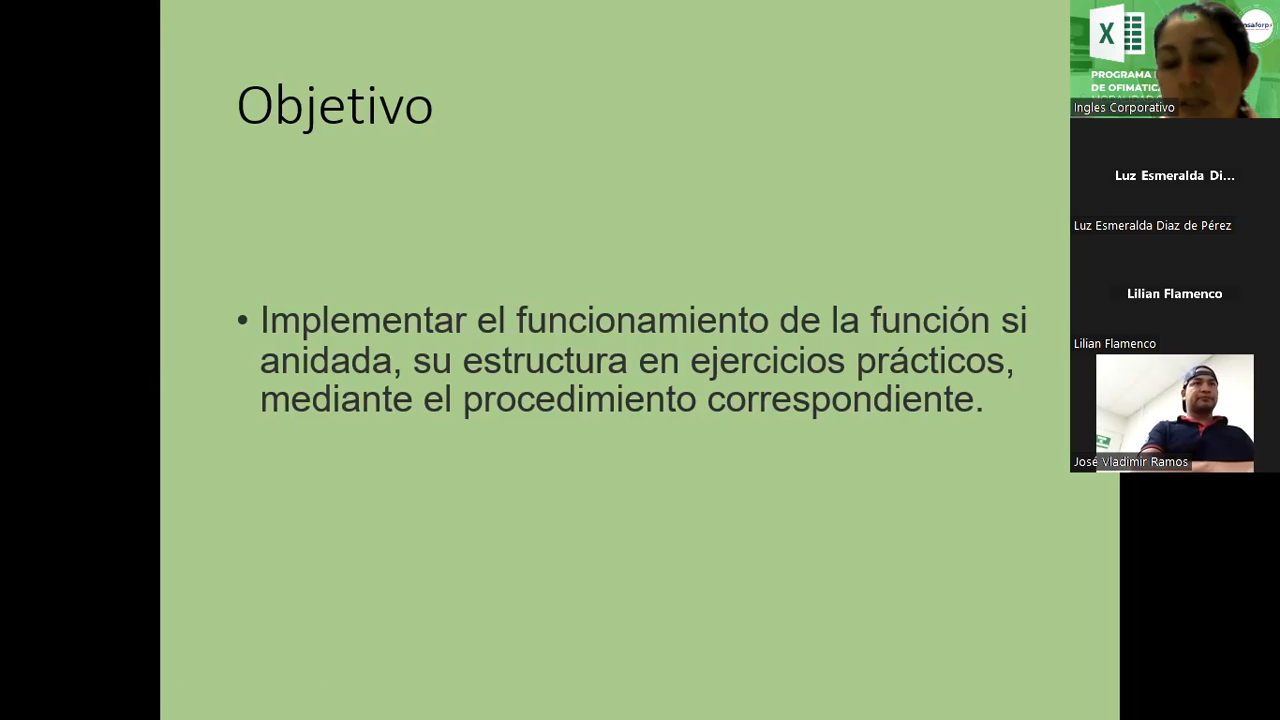 Objetivo
• Implementar el funcionamiento de la función si
anidada, su estructura en ejercicios prácticos,
mediante el procedimiento correspondiente.
X
PROGRAMA
DE OFIMÁTICA
Ingles Corporativo
Luz Esmeralda Di...
Luz Esmeralda Diaz de Pérez
Lilian Flamenco
Lilian Flamenco
José Vladimir Ramos